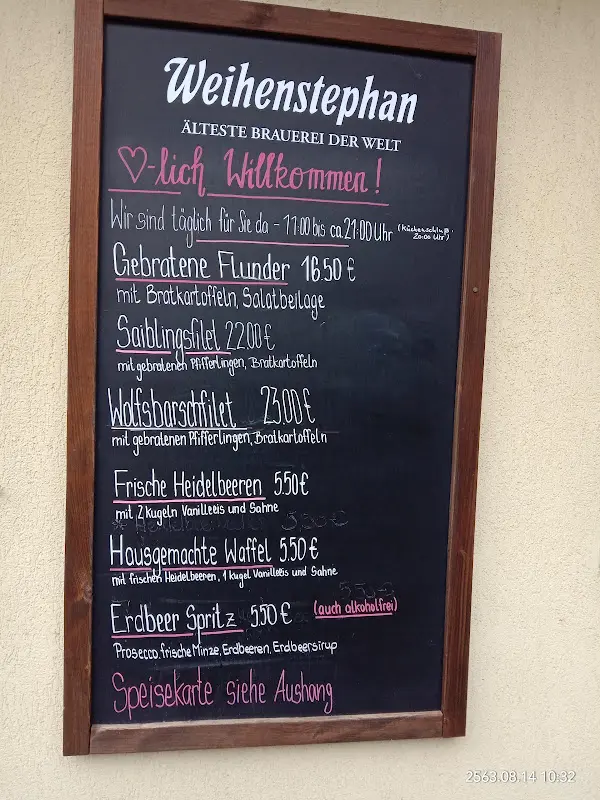 Weihenstephan
ÄLTESTE BRAUEREI DER WELT
♡-lich Willkommen!
Wir sind täglich für Sie da - 11:00 bis ca.21:00 Uhr (Küchenschluß: 20:00 Uhr)
Gebratene Flunder 16.50 €
mit Bratkartoffeln, Salatbeilage
Saiblingsfilet 22.00 €
mit gebratenen Pfifferlingen, Bratkartoffeln
Wolfsbarschfilet 23.00 €
mit gebratenen Pfifferlingen, Bratkartoffeln
Frische Heidelbeeren 5.50 €
mit 2 kugeln Vanilleeis und Sahne
Hausgemachte Waffel 5.50 €
mit frischen Heidelbeeren, 1 kugel Vanilleeis und Sahne
Erdbeer Spritz 5.50 € (auch alkoholfrei)
Prosecco, frische Minze, Erdbeeren, Erdbeersirup
Speisekarte siehe Aushang
2563.08.14 10:32